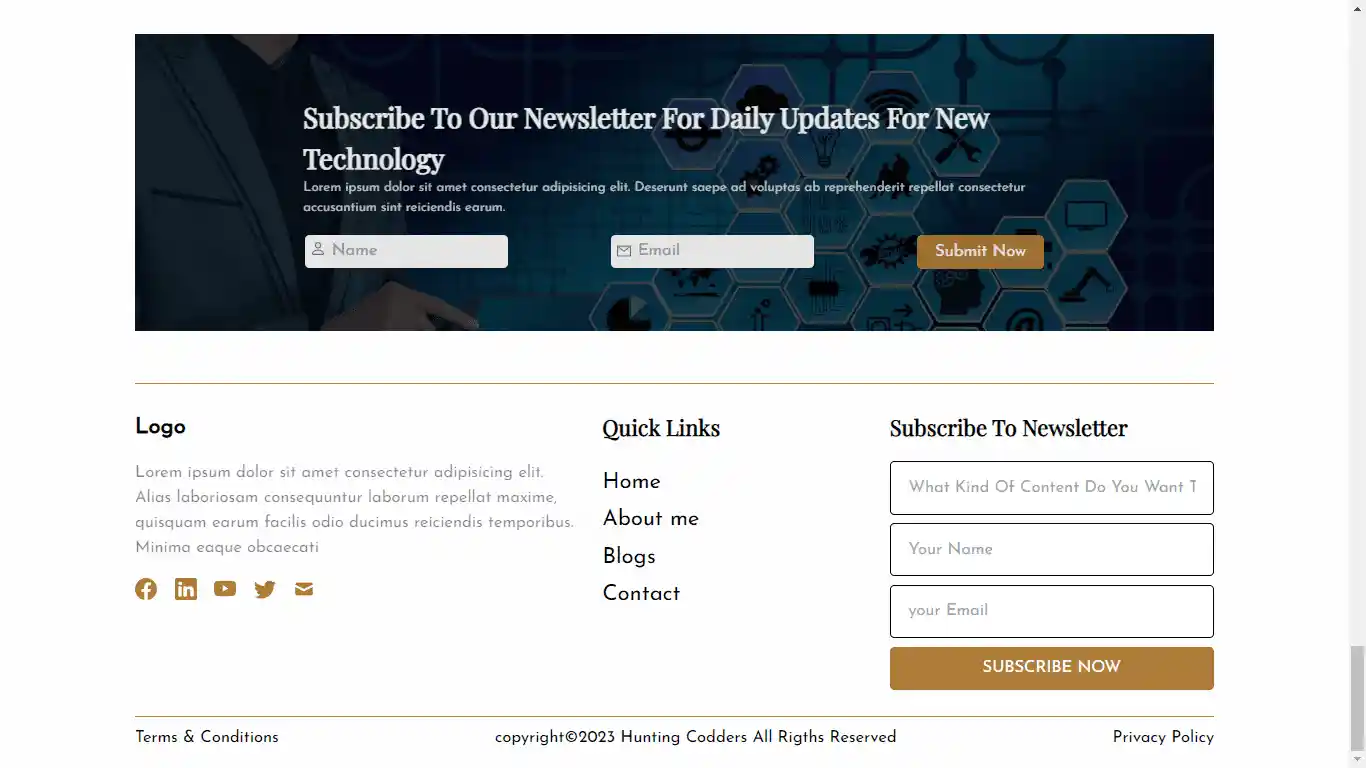 Subscribe To Our Newsletter For Daily Updates For New
Technology
Lorem ipsum dolor sit amet consectetur adipisicing elit. Deserunt saepe ad voluptas ab reprehenderit repellat consectetur
accusantium sint reiciendis earum.
Name
Email
Submit Now
Logo
Lorem ipsum dolor sit amet consectetur adipisicing elit.
Alias laboriosam consequuntur laborum repellat maxime,
quisquam earum facilis odio ducimus reiciendis temporibus.
Minima eaque obcaecati
Quick Links
Home
About me
Blogs
Contact
Subscribe To Newsletter
What Kind Of Content Do You Want T
Your Name
your Email
SUBSCRIBE NOW
Terms & Conditions
copyright©2023 Hunting Codders All Rigths Reserved
Privacy Policy